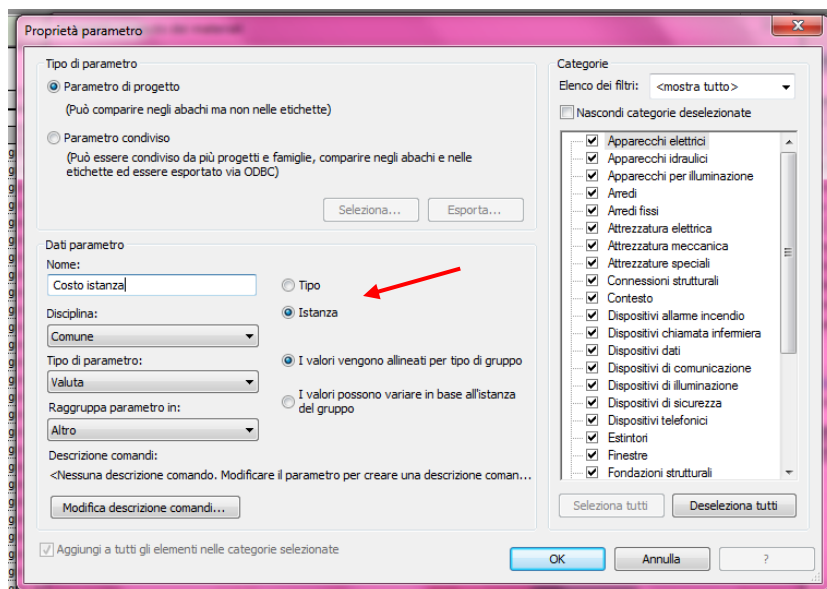 Proprietà parametro
Tipo di parametro
Parametro di progetto
(Può comparire negli abachi ma non nelle etichette)
Parametro condiviso
(Può essere condiviso da più progetti e famiglie, comparire negli abachi e nelle
etichette ed essere esportato via ODBC)
Seleziona...
Esporta...
Dati parametro
Nome:
Costo istanza
Tipo
Disciplina:
Istanza
Comune
Tipo di parametro:
I valori vengono allineati per tipo di gruppo
Valuta
I valori possono variare in base all'istanza
del gruppo
Raggruppa parametro in:
Altro
Descrizione comandi:
<Nessuna descrizione comando. Modificare il parametro per creare una descrizione coman...
Modifica descrizione comandi...
Aggiungi a tutti gli elementi nelle categorie selezionate
Categorie
Elenco dei filtri:
<mostra tutto>
Nascondi categorie deselezionate
Apparecchi elettrici
Apparecchi idraulici
Apparecchi per illuminazione
Arredi
Arredi fissi
Attrezzatura elettrica
Attrezzatura meccanica
Attrezzature speciali
Connessioni strutturali
Contesto
Dispositivi allarme incendio
Dispositivi chiamata infermiera
Dispositivi dati
Dispositivi di comunicazione
Dispositivi di illuminazione
Dispositivi di sicurezza
Dispositivi telefonici
Estintori
Finestre
Fondazioni strutturali
Seleziona tutti
Deseleziona tutti
OK
Annulla
?